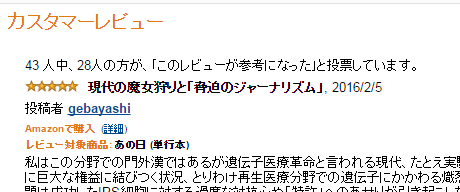 カスタマーレビュー
43 人中、28人の方が、「このレビューが参考になった」と投票しています。
★★★★★ 現代の魔女狩りと「脅迫のジャーナリズム」, 2016/2/5
投稿者 gebayashi
Amazonで購入 (詳細)
レビュー対象商品: あの日 (単行本)
私はこの分野での門外漢ではあるが遺伝子医療革命と言われる現代、たとえ実
に巨大な権益に結びつく状況、とりわけ再生医療分野での遺伝子にかかわる